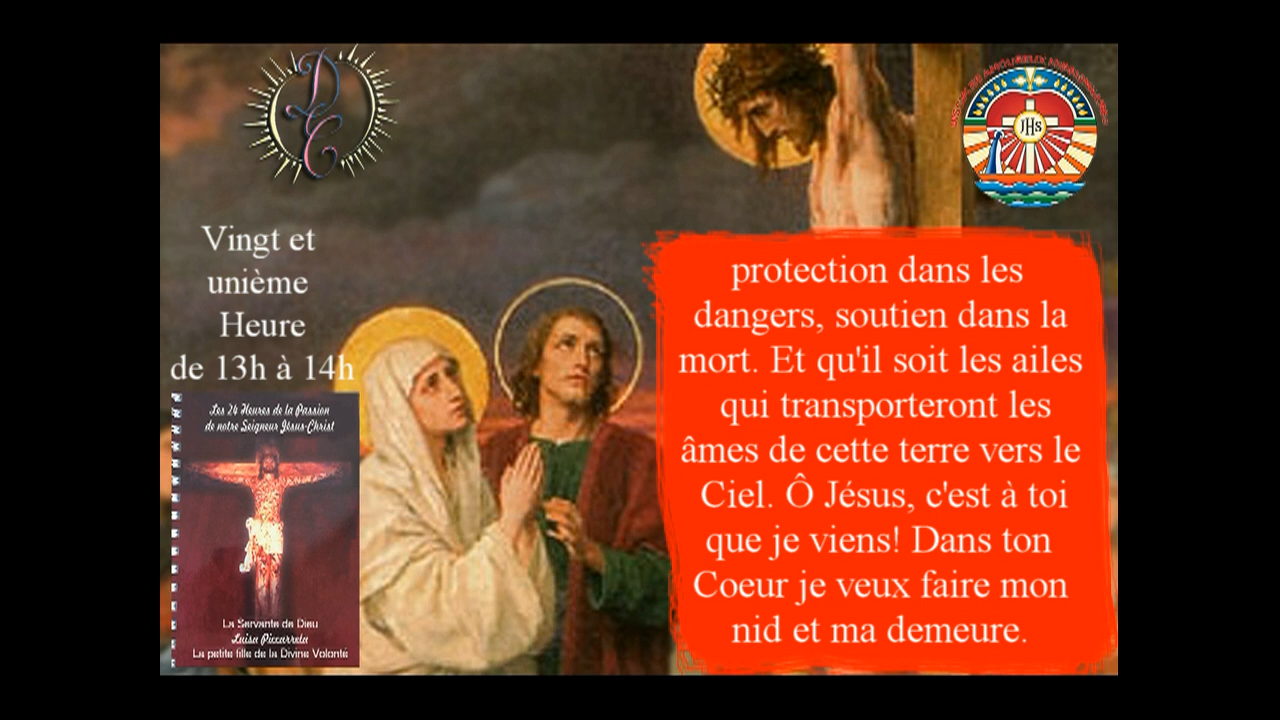 DC
JHS
Vingt et
unième
Heure
de 13h à 14h
Les 24 Heures de la Passion
de notre Seigneur Jésus-Christ
La Servante de Dieu
Luisa Piccarreta
La petite fille de la Divine Volonté
protection dans les
dangers, soutien dans la
mort. Et qu'il soit les ailes
qui transporteront les
âmes de cette terre vers le
Ciel. Ô Jésus, c'est à toi
que je viens! Dans ton
Coeur je veux faire mon
nid et ma demeure.